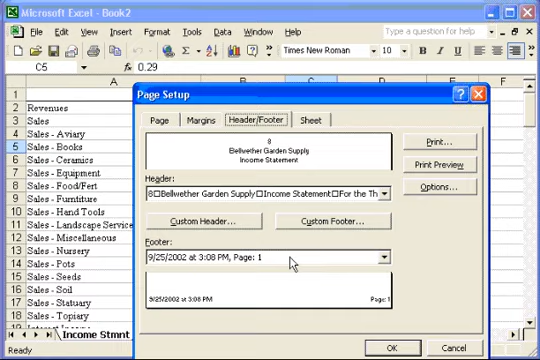 Microsoft Excel - Book2
File Edit View Insert Format Tools Data Window Help Type a question for help
Times New Roman 10 B I U
C5 0.29
A B C D E F
1
2 Revenues
3 Sales
4 Sales - Aviary
5 Sales - Books
6 Sales - Ceramics
7 Sales - Equipment
8 Sales - Food/Fert
9 Sales - Furntiture
10 Sales - Hand Tools
11 Sales - Landscape Service
12 Sales - Miscellaneous
13 Sales - Nursery
14 Sales - Pots
15 Sales - Seeds
16 Sales - Soil
17 Sales - Statuary
18 Sales - Topiary
Interest Income
Income Stmnt
Ready
Page Setup
Page Margins Header/Footer Sheet
8
Bellwether Garden Supply
Income Statement
Header:
8□Bellwether Garden Supply□Income Statement□For the Th
Custom Header... Custom Footer...
Footer:
9/25/2002 at 3:08 PM, Page: 1
9/25/2002 at 3:08 PM Page: 1
Print...
Print Preview
Options...
OK Cancel